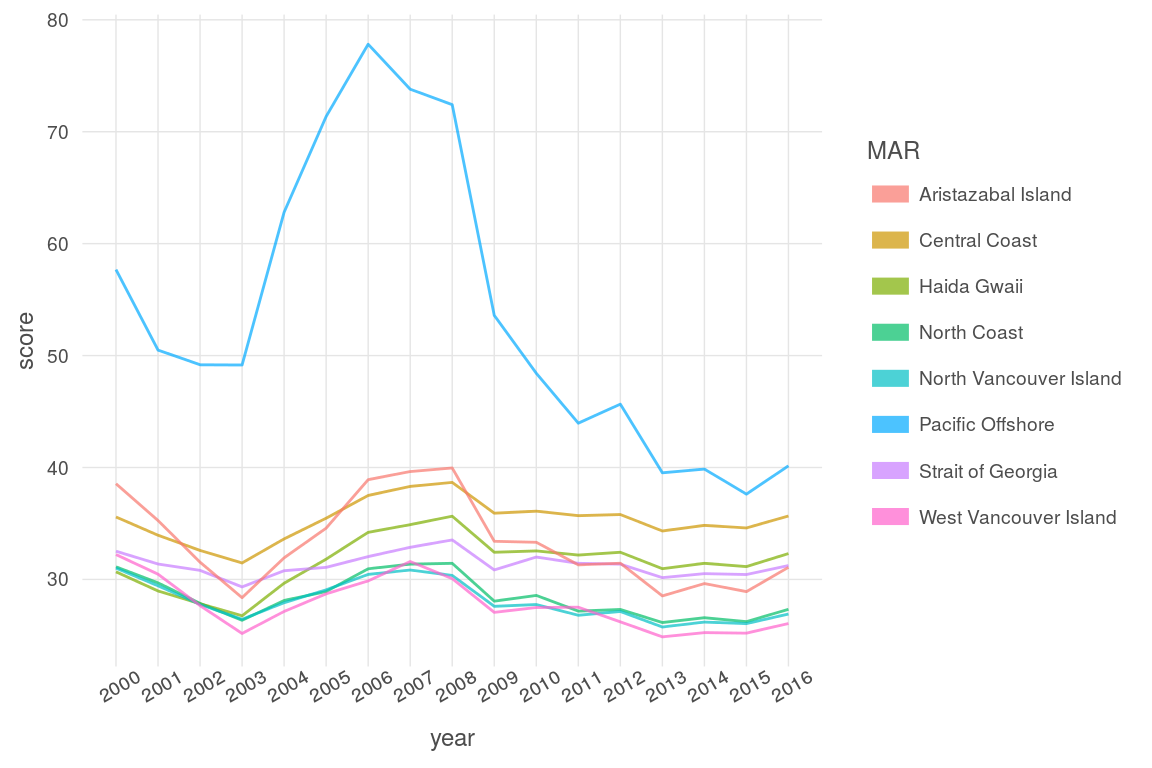 80
70
60
50
40
30
score
2000 2001 2002 2003 2004 2005 2006 2007 2008 2009 2010 2011 2012 2013 2014 2015 2016
year
MAR
Aristazabal Island
Central Coast
Haida Gwaii
North Coast
North Vancouver Island
Pacific Offshore
Strait of Georgia
West Vancouver Island